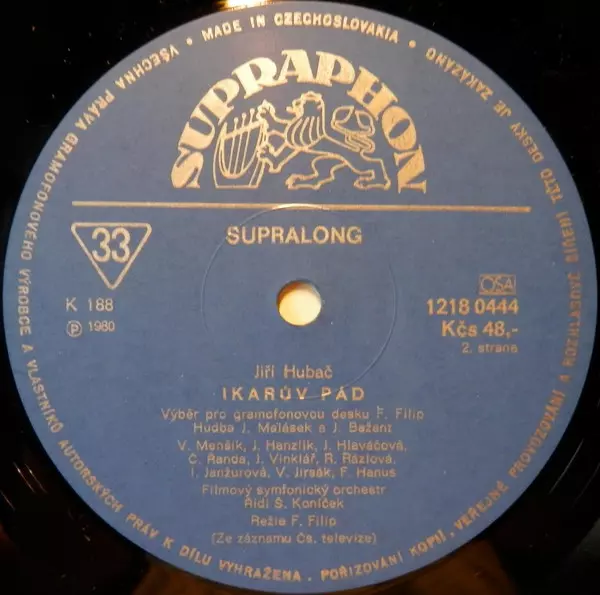 VŠECHNA PRÁVA GRAMOFONOVÉHO VÝROBCE A VLASTNÍKŮ AUTORSKÝCH PRÁV K DÍLU VYHRAŽENA. POŘIZOVÁNÍ KOPIÍ, VEŘEJNÉ PROVOZOVÁNÍ A ROZHLASOVÉ ŠÍŘENÍ TÉTO DESKY JE ZAKÁZÁNO
• MADE IN CZECHOSLOVAKIA •
SUPRAPHON
33
SUPRALONG
K 188
Ⓟ 1980
OSA
1218 0444
Kčs 48,-
2. strana
Jiří Hubač
IKARŮV PÁD
Výběr pro gramofonovou desku F. Filip
Hudba J. Malásek a J. Bažant
V. Menšík, J. Hanzlík, J. Hlaváčová,
Č. Řanda, J. Vinklář, R. Rázlová,
I. Janžurová, V. Jirsák, F. Hanus
Filmový symfonický orchestr
Řídí Š. Koníček
Režie F. Filip
(Ze záznamu Čs. televize)